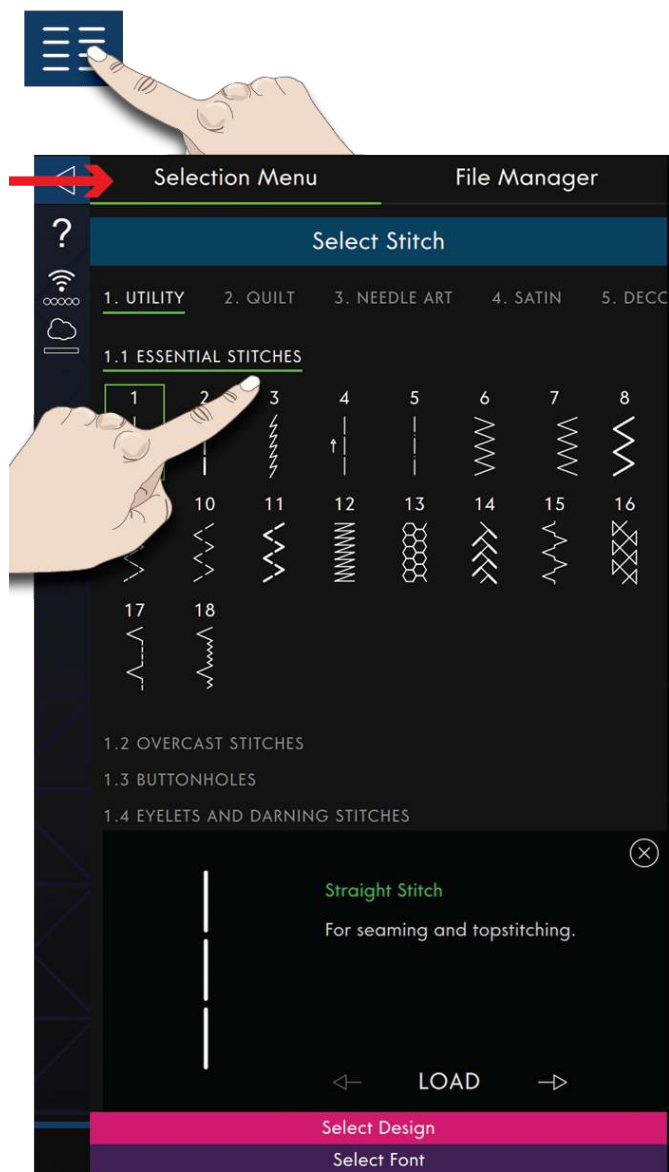 Selection Menu File Manager
?
Select Stitch
1. UTILITY 2. QUILT 3. NEEDLE ART 4. SATIN 5. DECC
1.1 ESSENTIAL STITCHES
1 2 3 4 5 6 7 8
10 11 12 13 14 15 16
17 18
1.2 OVERCAST STITCHES
1.3 BUTTONHOLES
1.4 EYELETS AND DARNING STITCHES
Straight Stitch
For seaming and topstitching.
LOAD
Select Design
Select Font